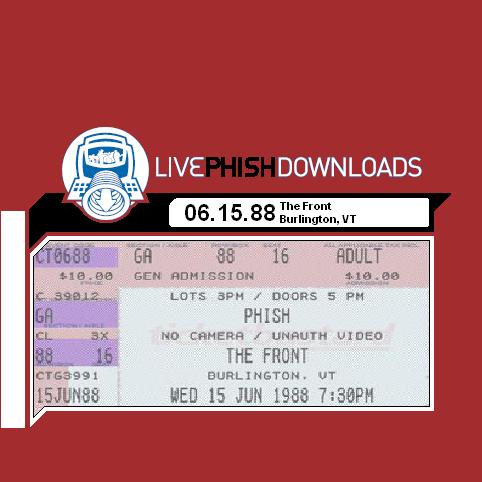 LIVEPHISHDOWNLOADS
06.15.88
The Front
Burlington, VT
CT0688 GA 88 16 ADULT
$10.00 GEN ADMISSION $10.00
C 39012 LOTS 3PM / DOORS 5 PM
GA PHISH
CL 3X NO CAMERA / UNAUTH VIDEO
88 16 THE FRONT
CTG3991 BURLINGTON. VT
15JUN88 WED 15 JUN 1988 7:30PM